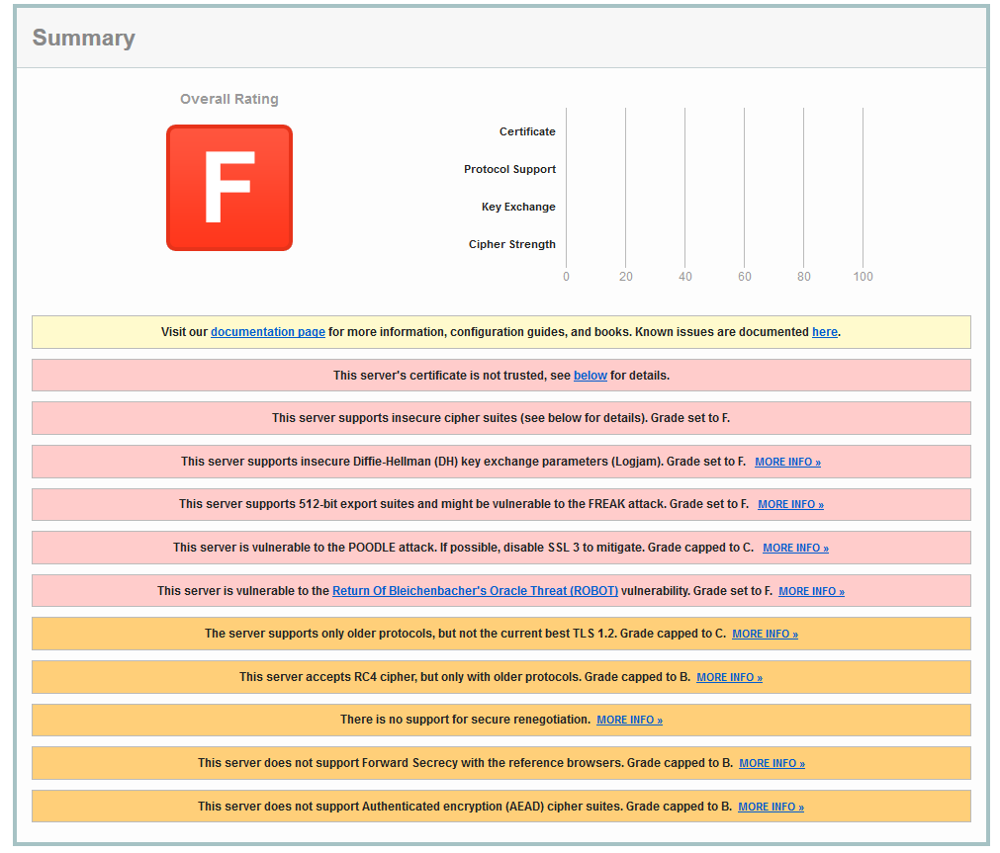 Summary
Overall Rating
F
Certificate
Protocol Support
Key Exchange
Cipher Strength
0 20 40 60 80 100
Visit our documentation page for more information, configuration guides, and books. Known issues are documented here.
This server's certificate is not trusted, see below for details.
This server supports insecure cipher suites (see below for details). Grade set to F.
This server supports insecure Diffie-Hellman (DH) key exchange parameters (Logjam). Grade set to F. MORE INFO »
This server supports 512-bit export suites and might be vulnerable to the FREAK attack. Grade set to F. MORE INFO »
This server is vulnerable to the POODLE attack. If possible, disable SSL 3 to mitigate. Grade capped to C. MORE INFO »
This server is vulnerable to the Return Of Bleichenbacher's Oracle Threat (ROBOT) vulnerability. Grade set to F. MORE INFO »
The server supports only older protocols, but not the current best TLS 1.2. Grade capped to C. MORE INFO »
This server accepts RC4 cipher, but only with older protocols. Grade capped to B. MORE INFO »
There is no support for secure renegotiation. MORE INFO »
This server does not support Forward Secrecy with the reference browsers. Grade capped to B. MORE INFO »
This server does not support Authenticated encryption (AEAD) cipher suites. Grade capped to B. MORE INFO »